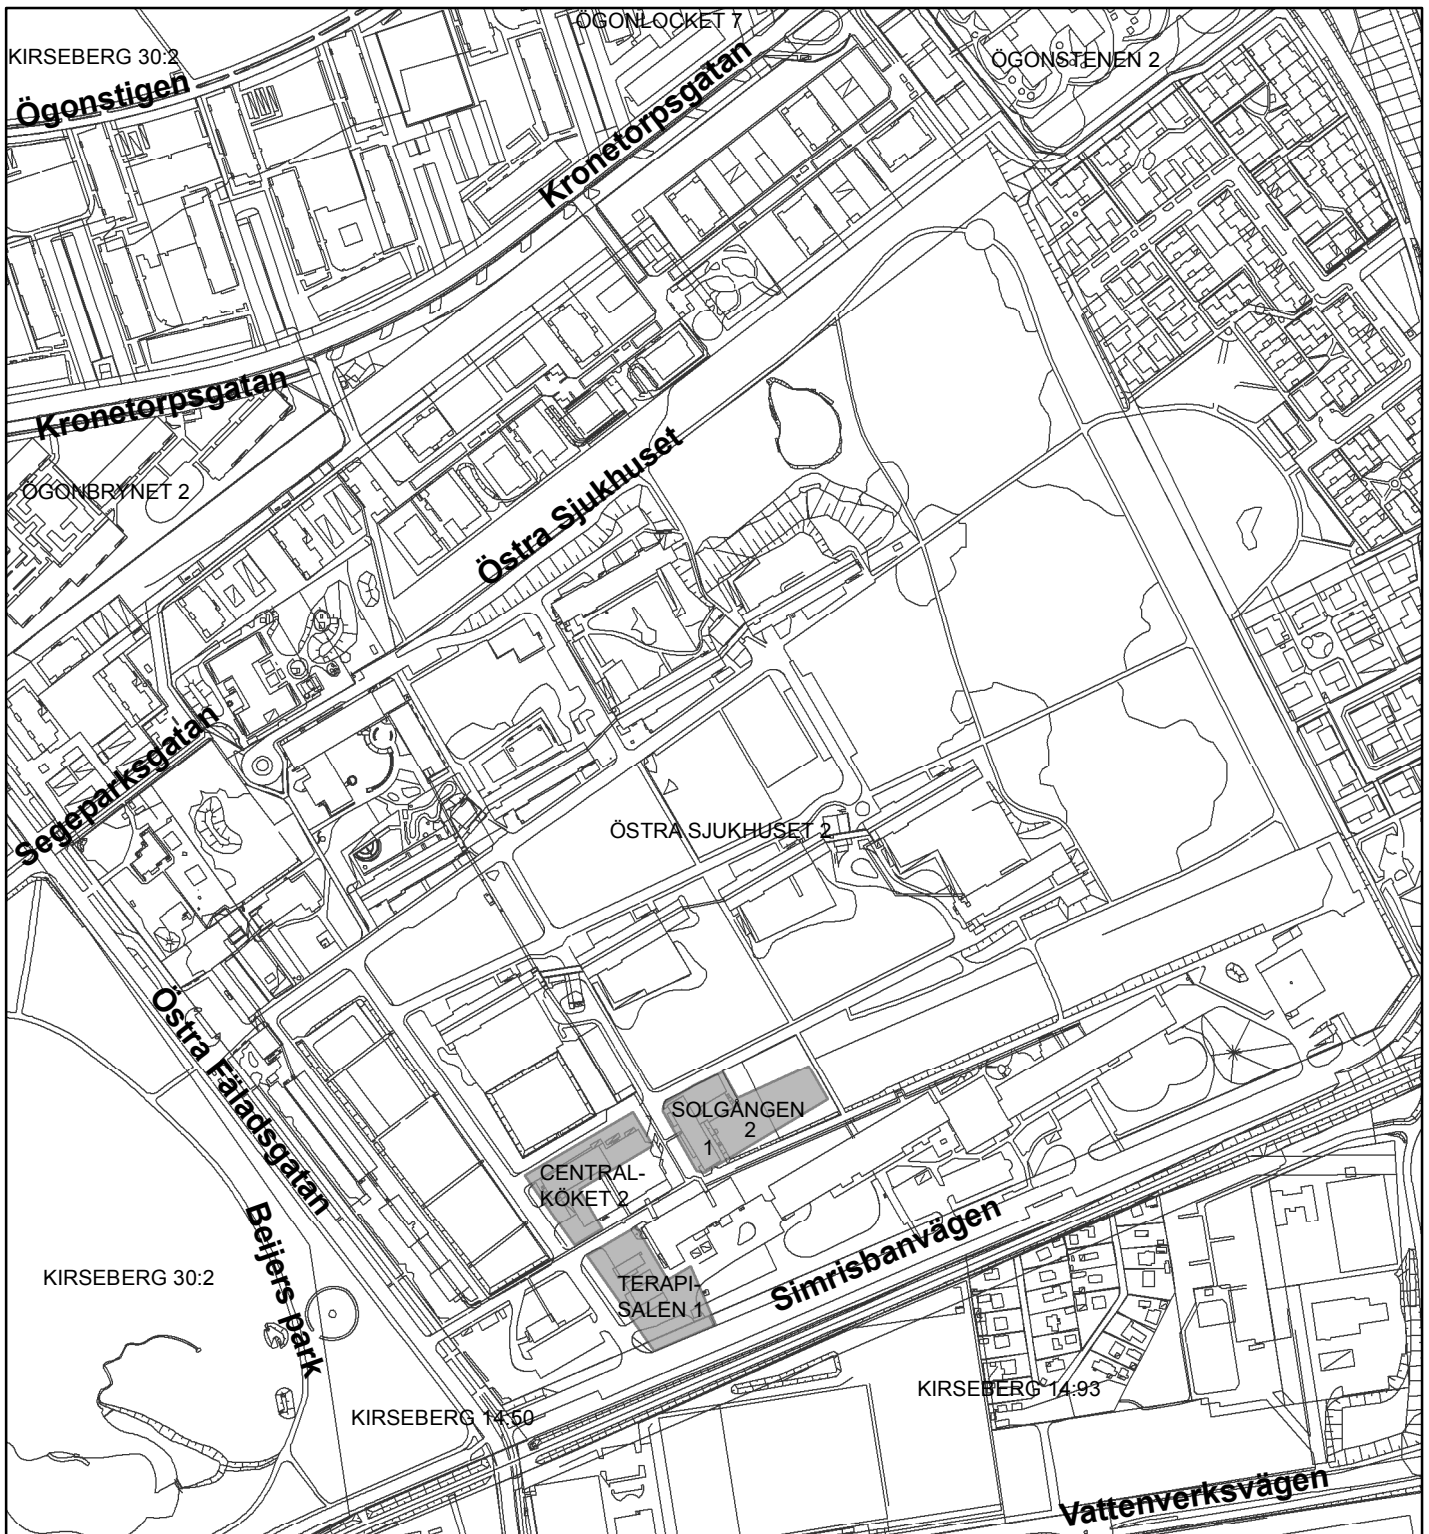 ÖGONLOCKET 7
KIRSEBERG 30:2
ÖGONSTENEN 2
Ögonstigen
Kronetorpsgatan
Kronetorpsgatan
ÖGONBRYNET 2
Östra Sjukhuset
Segeparksgatan
ÖSTRA SJUKHUSET 2
Östra Fäladsgatan
SOLGÅNGEN
2
1
CENTRAL-
KÖKET 2
Beijers park
Simrisbanvägen
KIRSEBERG 30:2
TERAPI-
SALEN 1
KIRSEBERG 14:93
KIRSEBERG 14:50
Vattenverksvägen